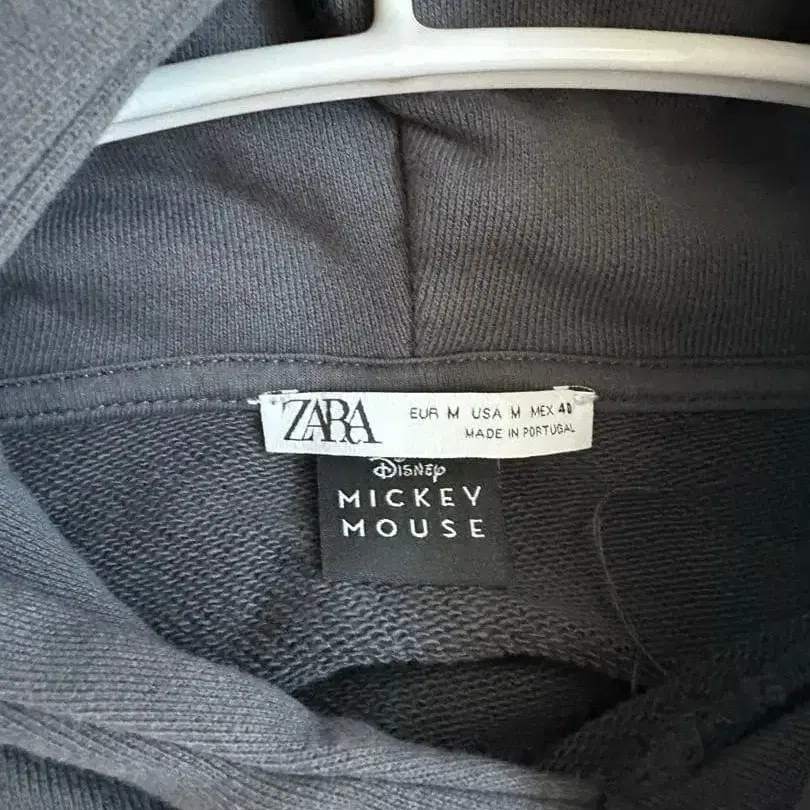 ZARA
EUR M USA M MEX 40
MADE IN PORTUGAL
Disney
MICKEY
MOUSE